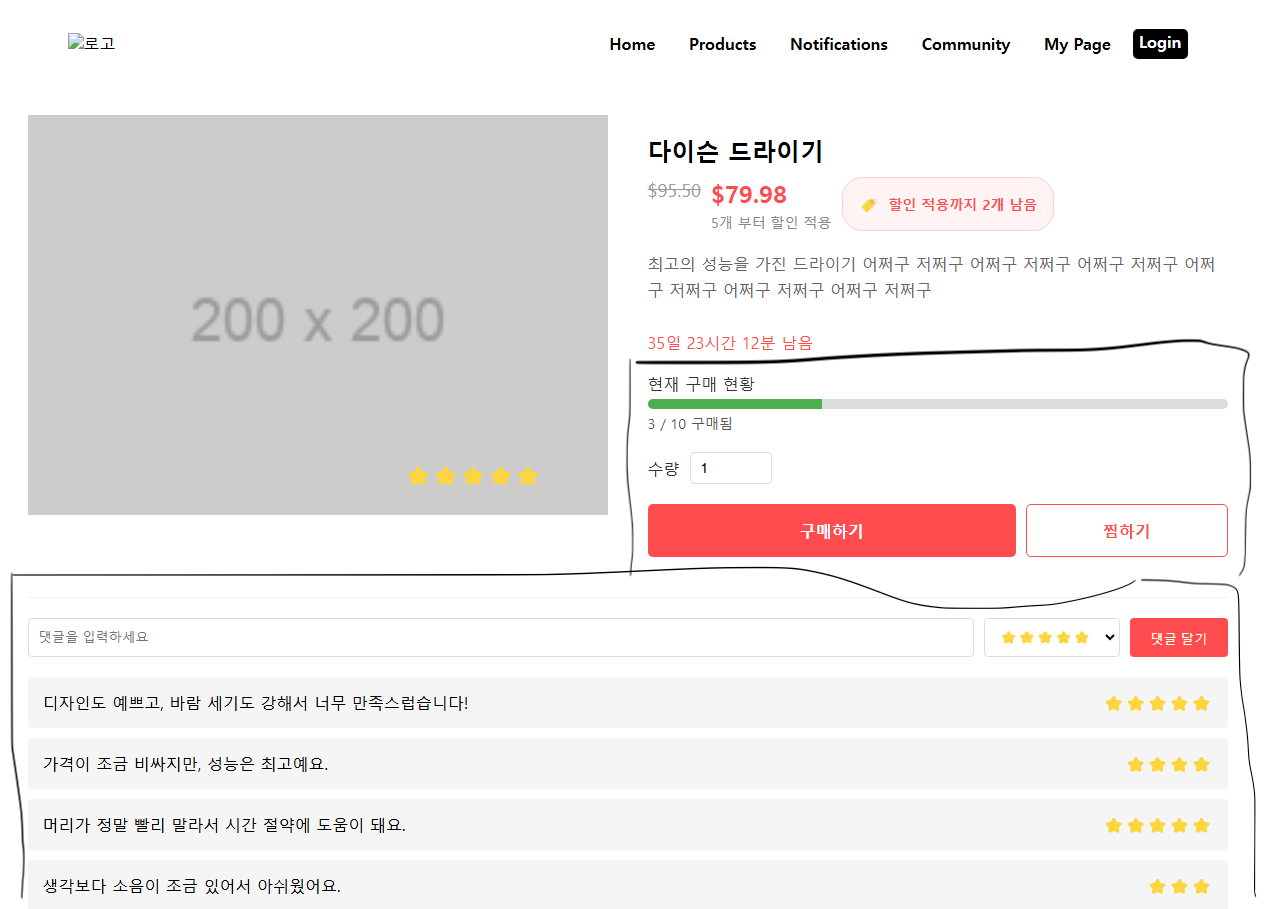 로고
Home Products Notifications Community My Page Login
200 x 200
다이슨 드라이기
$95.50 $79.98
5개 부터 할인 적용
할인 적용까지 2개 남음
최고의 성능을 가진 드라이기 어쩌구 저쩌구 어쩌구 저쩌구 어쩌구 저쩌구 어쩌
구 저쩌구 어쩌구 저쩌구 어쩌구 저쩌구
35일 23시간 12분 남음
현재 구매 현황
3 / 10 구매됨
수량 1
구매하기 찜하기
댓글을 입력하세요 댓글 달기
디자인도 예쁘고, 바람 세기도 강해서 너무 만족스럽습니다!
가격이 조금 비싸지만, 성능은 최고예요.
머리가 정말 빨리 말라서 시간 절약에 도움이 돼요.
생각보다 소음이 조금 있어서 아쉬웠어요.